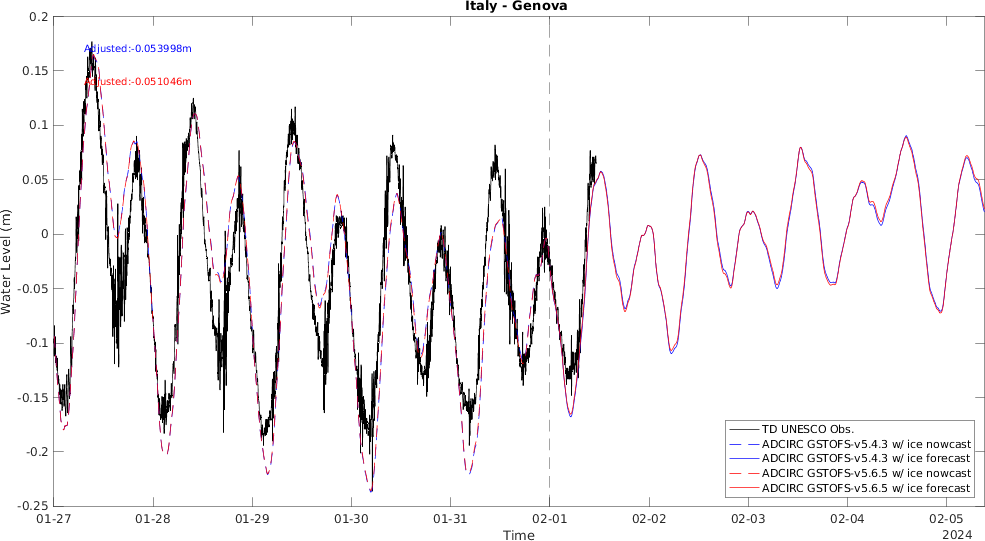 Italy - Genova
Adjusted:-0.053998m
Adjusted:-0.051046m
Water Level (m)
0.2
0.15
0.1
0.05
0
-0.05
-0.1
-0.15
-0.2
-0.25
TD UNESCO Obs.
ADCIRC GSTOFS-v5.4.3 w/ ice nowcast
ADCIRC GSTOFS-v5.4.3 w/ ice forecast
ADCIRC GSTOFS-v5.6.5 w/ ice nowcast
ADCIRC GSTOFS-v5.6.5 w/ ice forecast
01-27 01-28 01-29 01-30 01-31 02-01 02-02 02-03 02-04 02-05
Time
2024